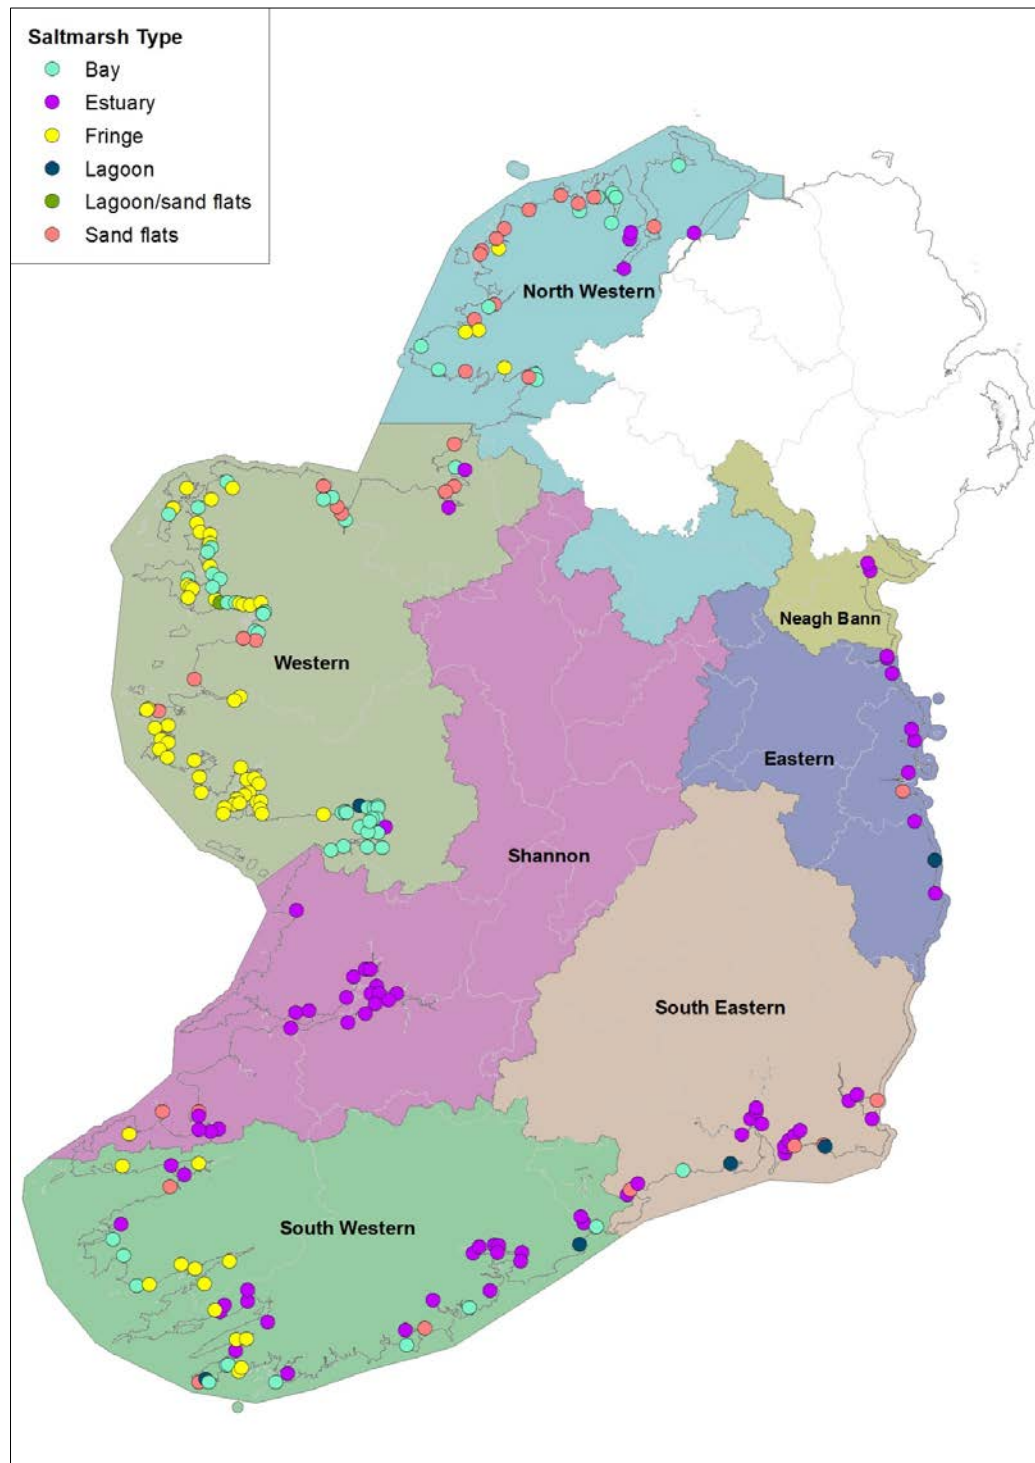 Saltmarsh Type
Bay
Estuary
Fringe
Lagoon
Lagoon/sand flats
Sand flats
North Western
Neagh Bann
Western
Eastern
Shannon
South Eastern
South Western